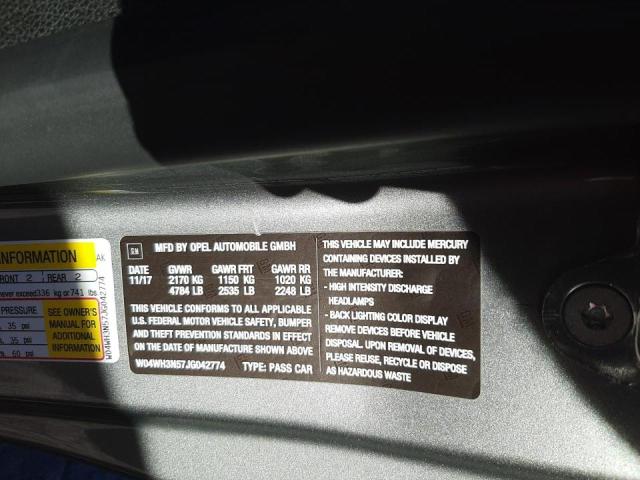 INFORMATION
AK
FRONT 2 REAR 2
never exceed336 kg or 741 lbs
PRESSURE
35 psi
35 psi
60 psi
SEE OWNER'S
MANUAL FOR
ADDITIONAL
INFORMATION
W04WH3N57JG042774
GM
MFD BY OPEL AUTOMOBILE GMBH
DATE GVWR GAWR FRT GAWR RR
11/17 2170 KG 1150 KG 1020 KG
4784 LB 2535 LB 2248 LB
THIS VEHICLE CONFORMS TO ALL APPLICABLE
U.S. FEDERAL MOTOR VEHICLE SAFETY, BUMPER
AND THEFT PREVENTION STANDARDS IN EFFECT
ON THE DATE OF MANUFACTURE SHOWN ABOVE
W04WH3N57JG042774 TYPE: PASS CAR
THIS VEHICLE MAY INCLUDE MERCURY
CONTAINING DEVICES INSTALLED BY
THE MANUFACTURER:
- HIGH INTENSITY DISCHARGE
HEADLAMPS
- BACK LIGHTING COLOR DISPLAY
REMOVE DEVICES BEFORE VEHICLE
DISPOSAL. UPON REMOVAL OF DEVICES,
PLEASE REUSE, RECYCLE OR DISPOSE
AS HAZARDOUS WASTE